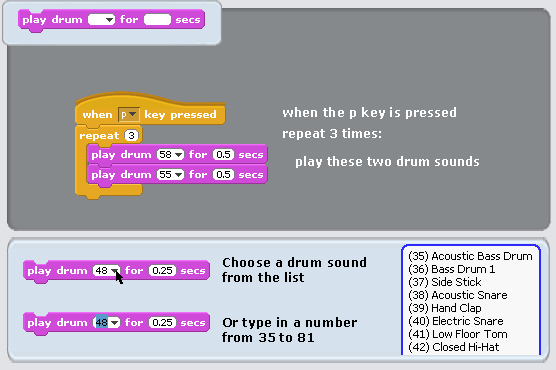 play drum for secs
when p key pressed
repeat 3
play drum 58 for 0.5 secs
play drum 55 for 0.5 secs
when the p key is pressed
repeat 3 times:
play these two drum sounds
play drum 48 for 0.25 secs
Choose a drum sound
from the list
play drum 48 for 0.25 secs
Or type in a number
from 35 to 81
(35) Acoustic Bass Drum
(36) Bass Drum 1
(37) Side Stick
(38) Acoustic Snare
(39) Hand Clap
(40) Electric Snare
(41) Low Floor Tom
(42) Closed Hi-Hat